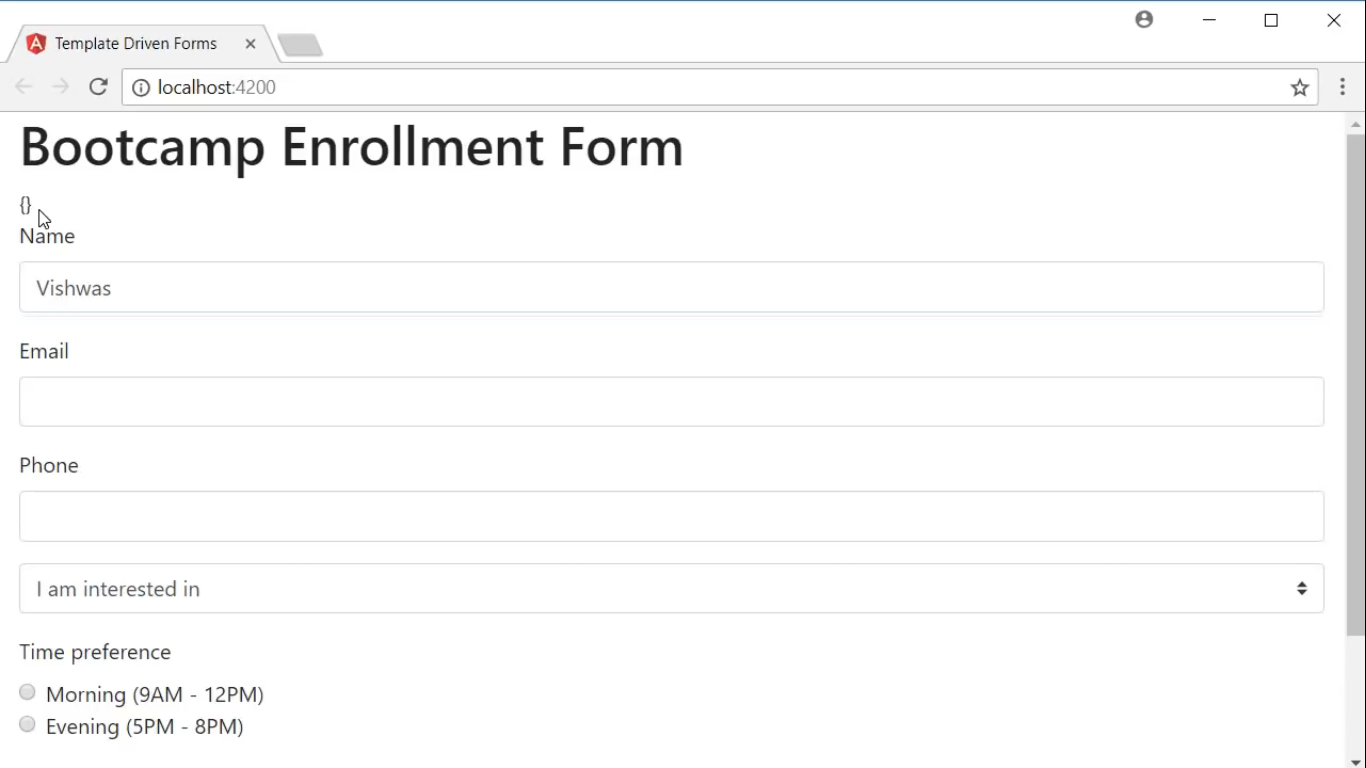 Template Driven Forms
localhost:4200
Bootcamp Enrollment Form
{}
Name
Vishwas
Email
Phone
I am interested in
Time preference
Morning (9AM - 12PM)
Evening (5PM - 8PM)